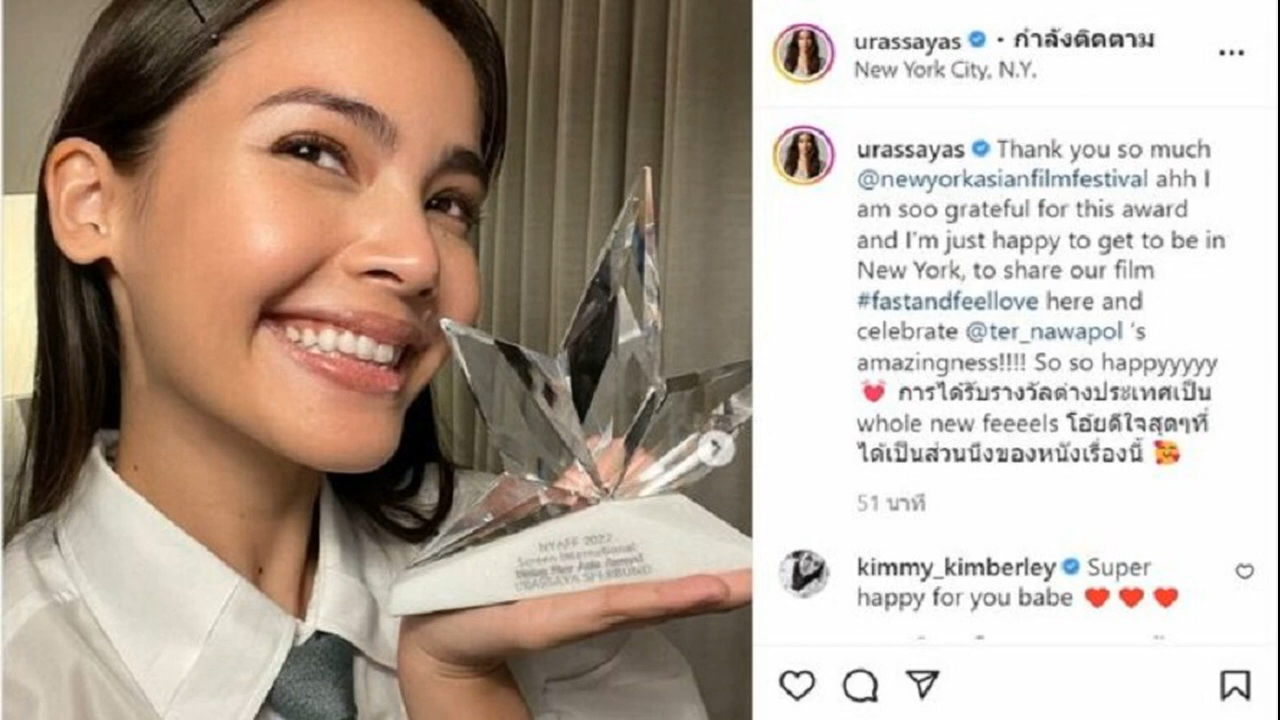 urassayas · กำลังติดตาม
New York City, N.Y.
urassayas Thank you so much
@newyorkasianfilmfestival ahh I
am soo grateful for this award
and I'm just happy to get to be in
New York, to share our film
#fastandfeellove here and
celebrate @ter_nawapol 's
amazingness!!!! So so happyyyyy
💓 การได้รับรางวัลต่างประเทศเป็น
whole new feeeels โอ๊ยดีใจสุดๆที่
ได้เป็นส่วนนึงของหนังเรื่องนี้ 🥰
51 นาที
kimmy_kimberley Super
happy for you babe ❤️❤️❤️
NYAFF 2022
Screen International
Rising Star Asia Award
URASSAYA SPERBUND